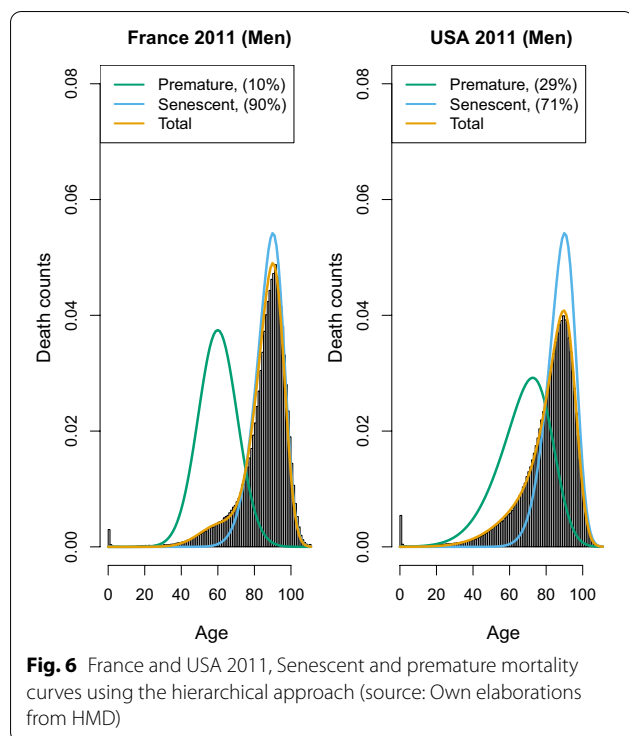 France 2011 (Men)
Premature, (10%)
Senescent, (90%)
Total
Death counts
0.00
0.02
0.04
0.06
0.08
0
20
40
60
80
100
Age
USA 2011 (Men)
Premature, (29%)
Senescent, (71%)
Total
Death counts
0.00
0.02
0.04
0.06
0.08
0
20
40
60
80
100
Age
Fig. 6 France and USA 2011, Senescent and premature mortality
curves using the hierarchical approach (source: Own elaborations
from HMD)